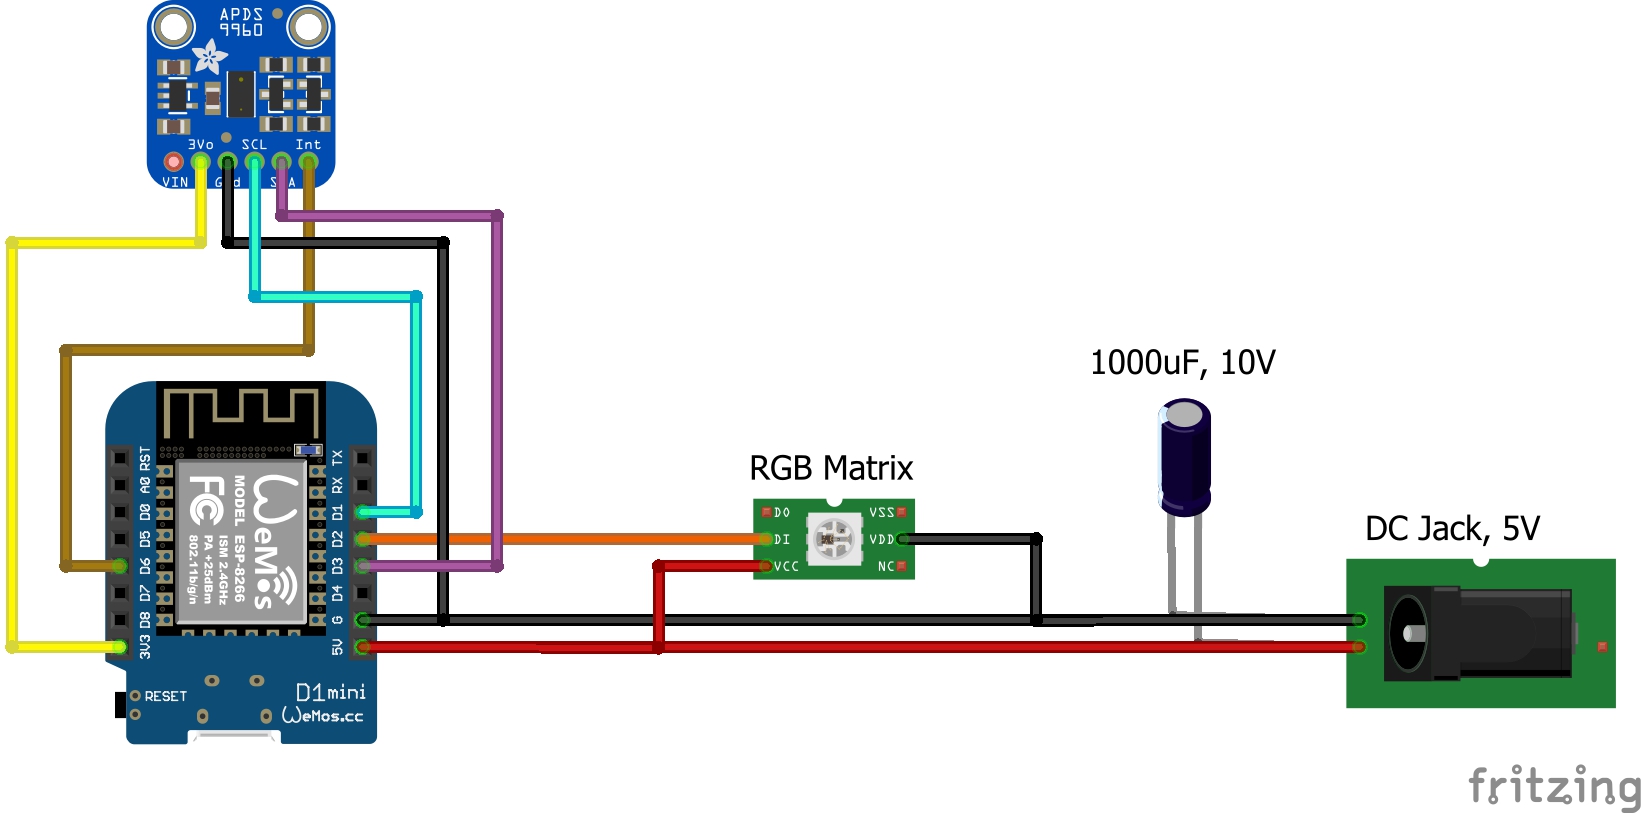 APDS
9960
3Vo SCL Int
VIN
1000uF, 10V
RGB Matrix
DC Jack, 5V
DO VSS
DI VDD
VCC NC
RST
A0
D0
D5
D6
D7
D8
3V3
TX
RX
D1
D2
D3
D4
G
5V
WeMos
MODEL ESP-8266
ISM 2.4GHz
PA +25dBm
802.11b/g/n
FC
RESET
D1mini
WeMos.cc
fritzing